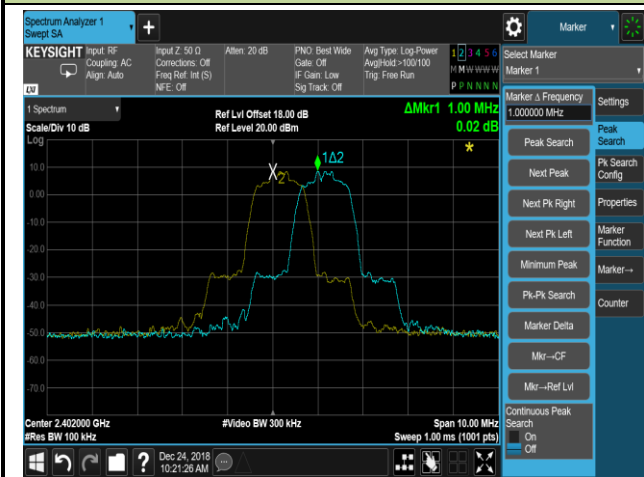 Spectrum Analyzer 1
Swept SA
+
Marker
KEYSIGHT
Input: RF
Coupling: AC
Align: Auto
Input Z: 50 Ω
Corrections: Off
Freq Ref: Int (S)
NFE: Off
Atten: 20 dB
PNO: Best Wide
Gate: Off
IF Gain: Low
Sig Track: Off
Avg Type: Log-Power
Avg|Hold:>100/100
Trig: Free Run
1 2 3 4 5 6
M M W W W W
P P N N N N
LXI
Select Marker
Marker 1
1 Spectrum
Scale/Div 10 dB
Log
Ref Lvl Offset 18.00 dB
Ref Level 20.00 dBm
ΔMkr1 1.00 MHz
0.02 dB
*
10.0
0.00
-10.0
-20.0
-30.0
-40.0
-50.0
-60.0
-70.0
1Δ2
X2
Center 2.402000 GHz
#Res BW 100 kHz
#Video BW 300 kHz
Span 10.00 MHz
Sweep 1.00 ms (1001 pts)
Marker Δ Frequency
1.000000 MHz
Peak Search
Next Peak
Next Pk Right
Next Pk Left
Minimum Peak
Pk-Pk Search
Marker Delta
Mkr→CF
Mkr→Ref Lvl
Continuous Peak
Search
On
Off
Settings
Peak
Search
Pk Search
Config
Properties
Marker
Function
Marker→
Counter
?
Dec 24, 2018
10:21:26 AM